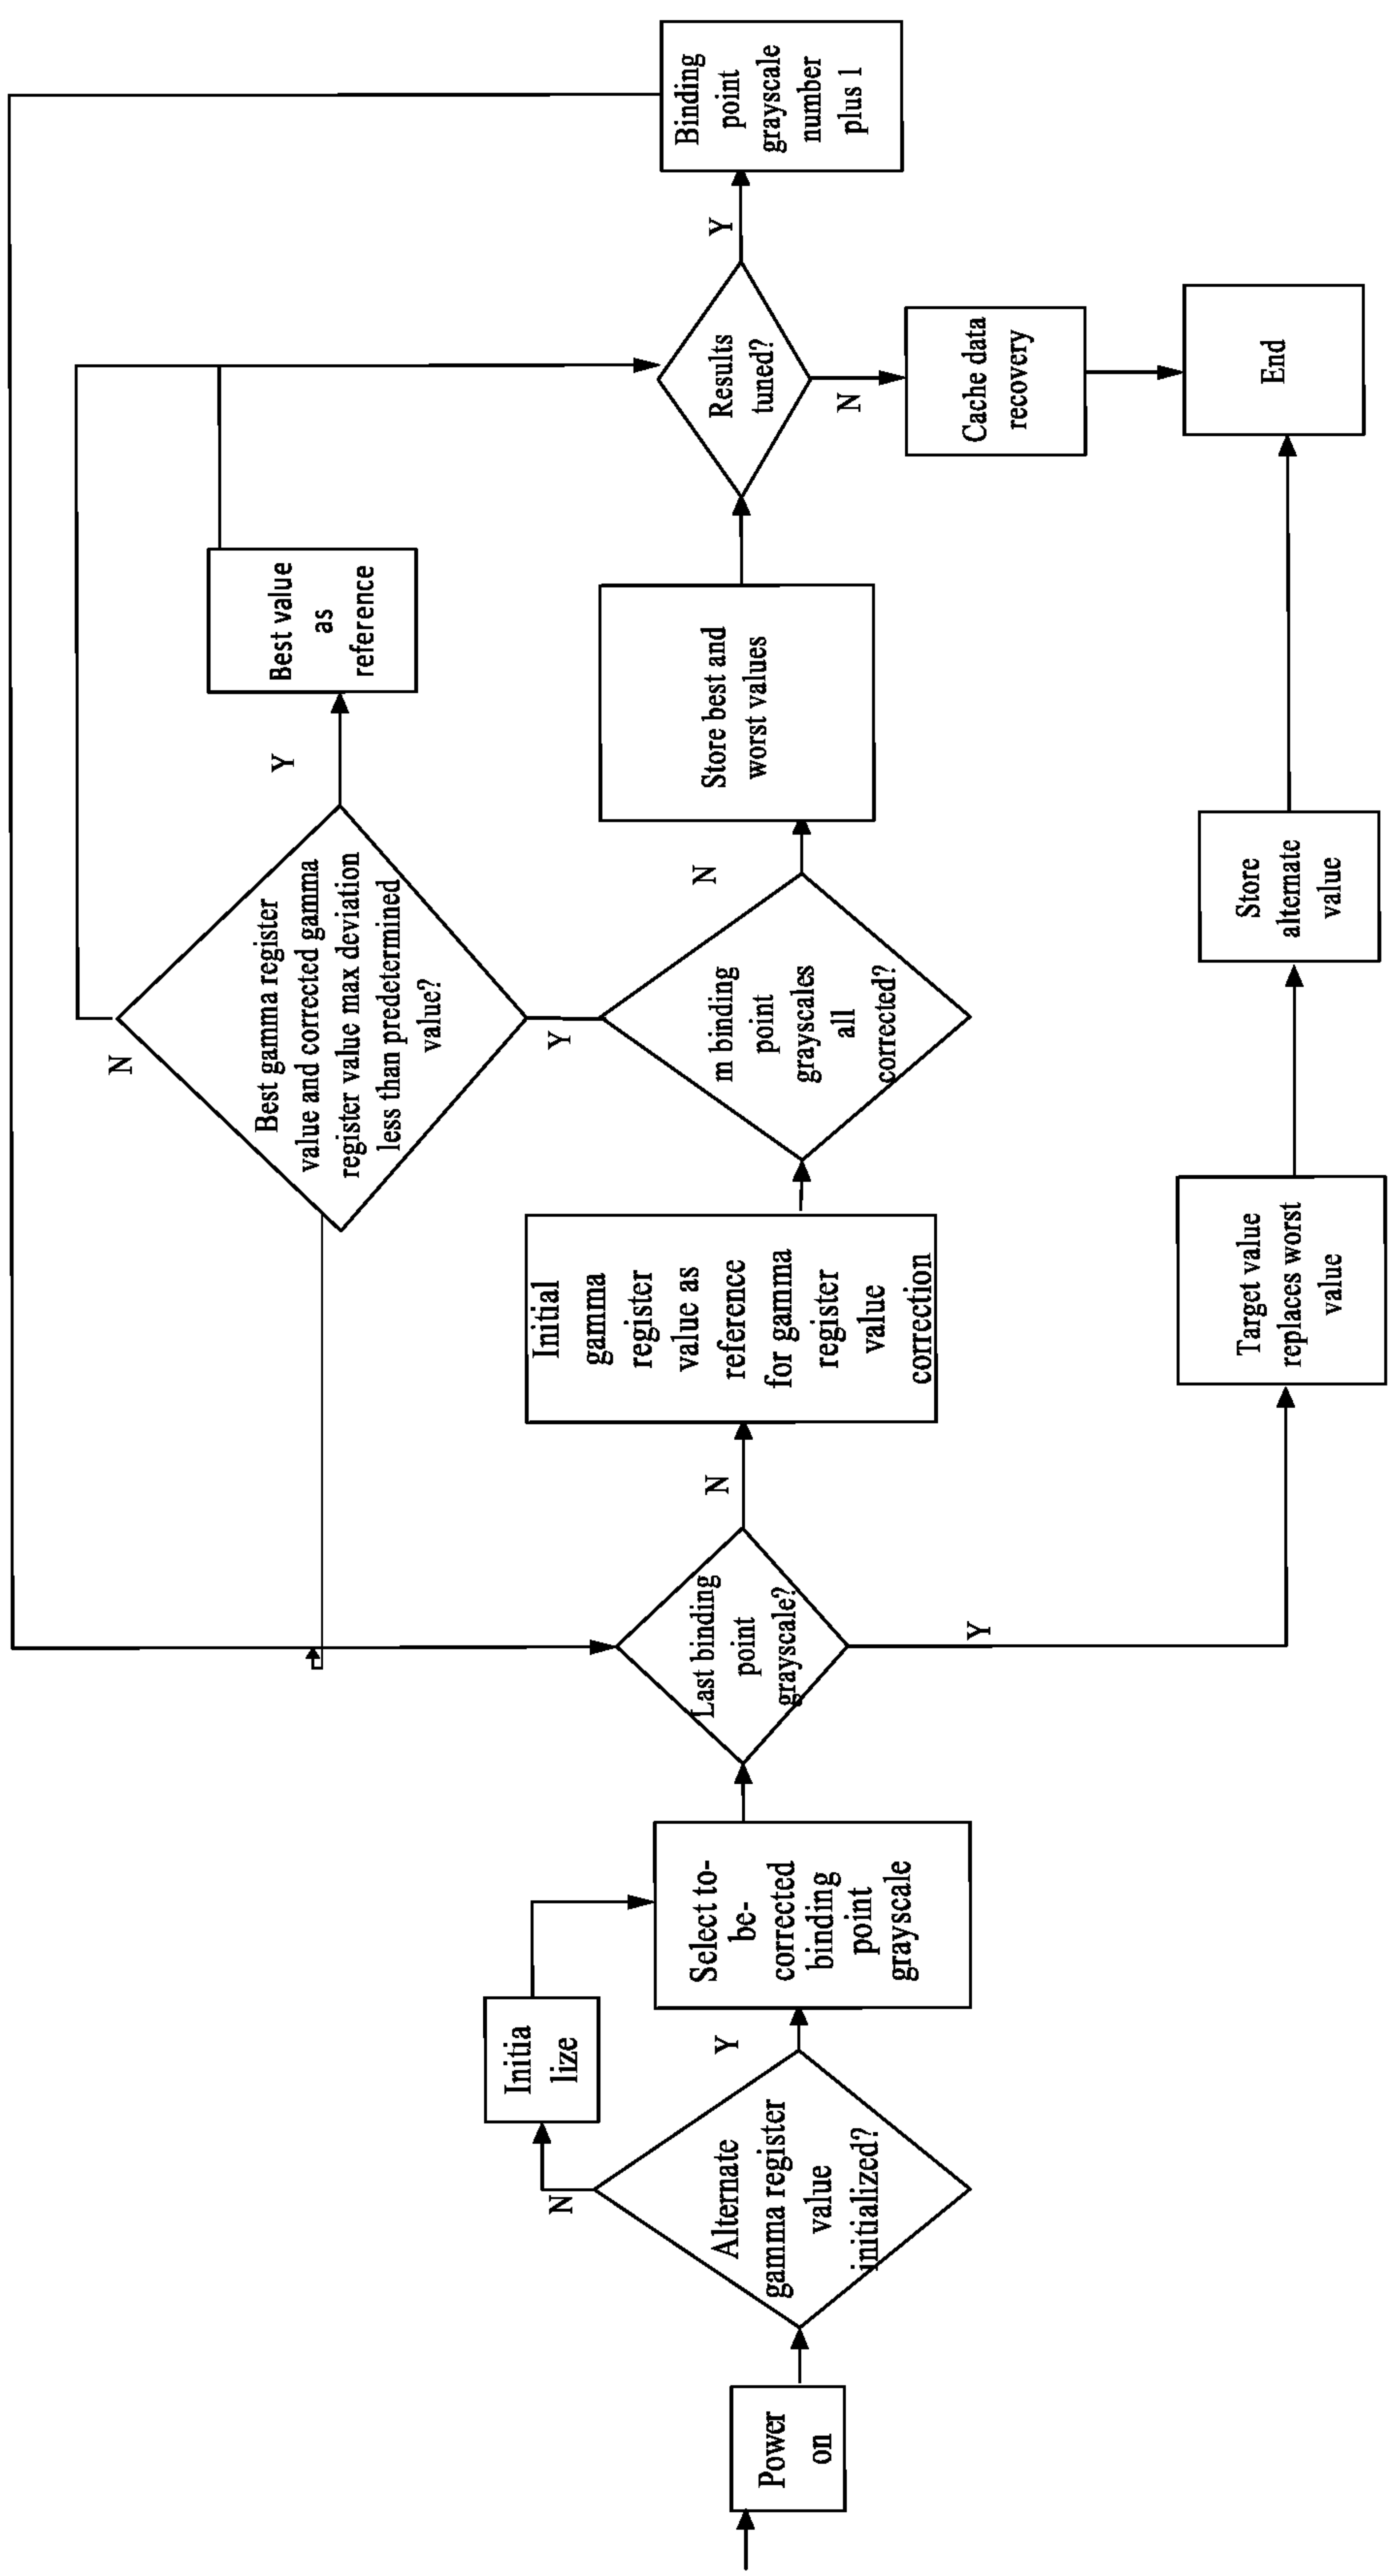 Power
on
Alternate
gamma register
value
initialized?
N
Y
Initia
lize
Select to-
be-
corrected
binding
point
grayscale
Last binding
point
grayscale?
N
Y
Initial
gamma
register
value as
reference
for gamma
register
value
correction
m binding
point
grayscales
all
corrected?
Y
N
Best gamma register
value and corrected gamma
register value max deviation
less than predetermined
value?
N
Y
Best value
as
reference
Store best and
worst values
Results
tuned?
Y
N
Binding
point
grayscale
number
plus 1
Cache data
recovery
Target value
replaces worst
value
Store
alternate
value
End